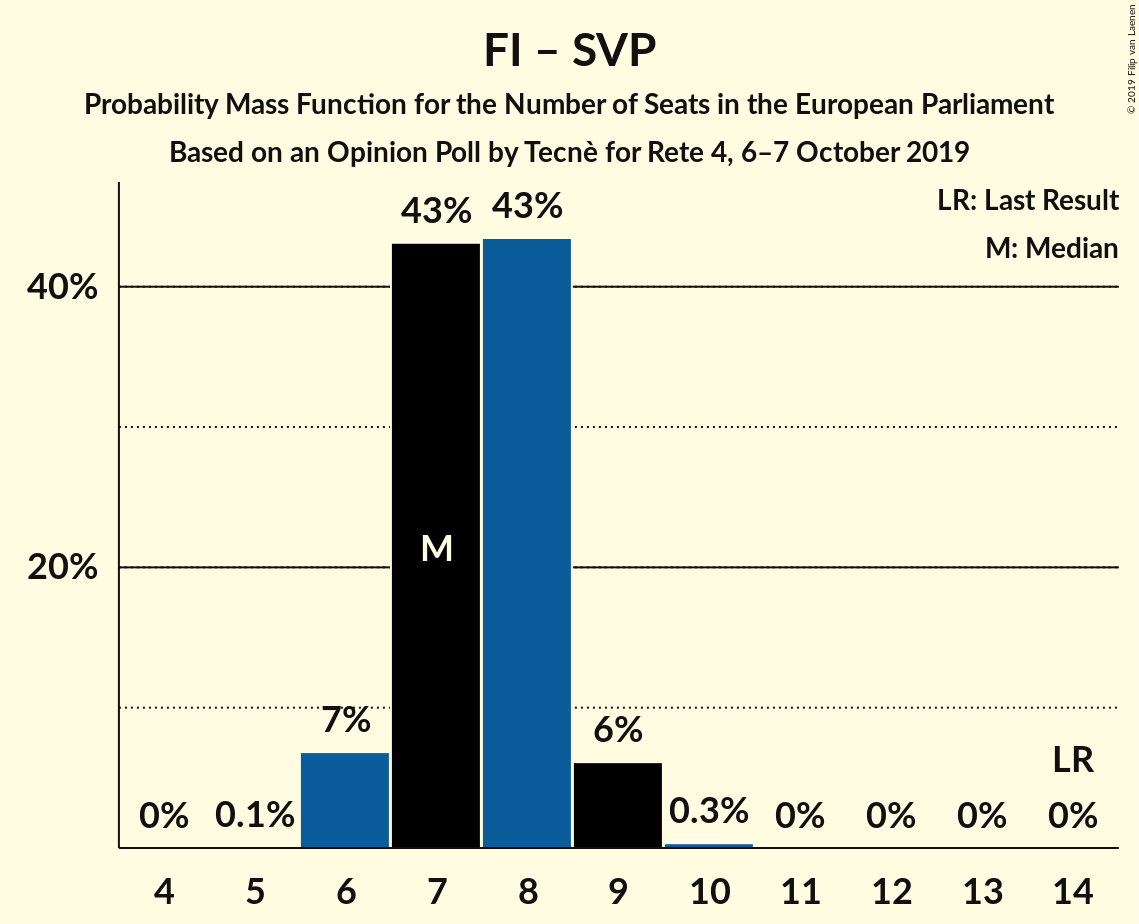 FI – SVP
Probability Mass Function for the Number of Seats in the European Parliament
Based on an Opinion Poll by Tecnè for Rete 4, 6–7 October 2019
© 2019 Filip van Laenen
LR: Last Result
M: Median
40%
20%
0%
0.1%
7%
43%
43%
6%
0.3%
0%
0%
0%
0%
M
LR
4 5 6 7 8 9 10 11 12 13 14